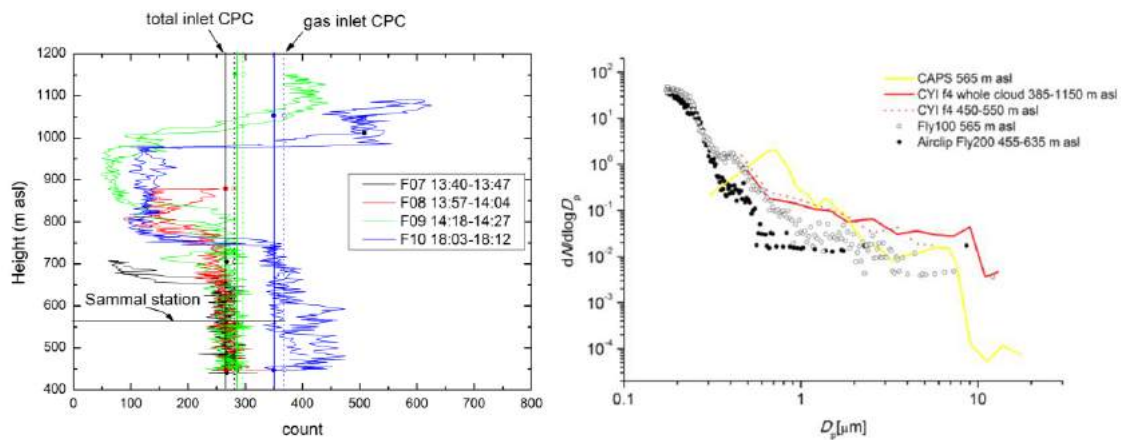 total inlet CPC
gas inlet CPC
1200
1100
1000
900
800
700
600
500
400
Height (m asl)
Sammal station
F07 13:40-13:47
F08 13:57-14:04
F09 14:18-14:27
F10 18:03-18:12
0 100 200 300 400 500 600 700 800
count
10²
10¹
10⁰
10⁻¹
10⁻²
10⁻³
10⁻⁴
dN/dlogDₚ
CAPS 565 m asl
CYI f4 whole cloud 385-1150 m asl
CYI f4 450-550 m asl
Fly100 565 m asl
Airclip Fly200 455-635 m asl
0.1 1 10
Dₚ[μm]